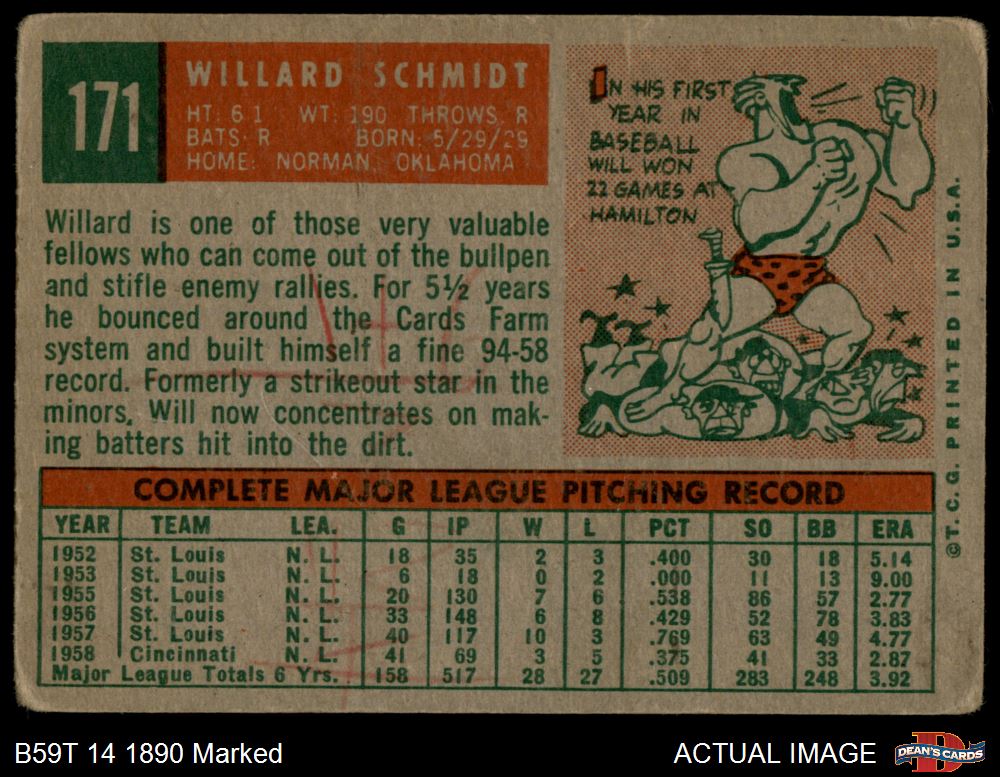 171
WILLARD SCHMIDT
HT: 6 1 WT: 190 THROWS: R
BATS: R BORN: 5/29/29
HOME: NORMAN, OKLAHOMA
Willard is one of those very valuable
fellows who can come out of the bullpen
and stifle enemy rallies. For 5½ years
he bounced around the Cards Farm
system and built himself a fine 94-58
record. Formerly a strikeout star in the
minors, Will now concentrates on mak-
ing batters hit into the dirt.
IN HIS FIRST
YEAR IN
BASEBALL
WILL WON
22 GAMES AT
HAMILTON
©T. C. G. PRINTED IN U.S.A.
COMPLETE MAJOR LEAGUE PITCHING RECORD
YEAR TEAM LEA. G IP W L PCT SO BB ERA
1952 St. Louis N. L. 18 35 2 3 .400 30 18 5.14
1953 St. Louis N. L. 6 18 0 2 .000 11 13 9.00
1955 St. Louis N. L. 20 130 7 6 .538 86 57 2.77
1956 St. Louis N. L. 33 148 6 8 .429 52 78 3.83
1957 St. Louis N. L. 40 117 10 3 .769 63 49 4.77
1958 Cincinnati N. L. 41 69 3 5 .375 41 33 2.87
Major League Totals 6 Yrs. 158 517 28 27 .509 283 248 3.92
B59T 14 1890 Marked
ACTUAL IMAGE
DEAN'S CARDS